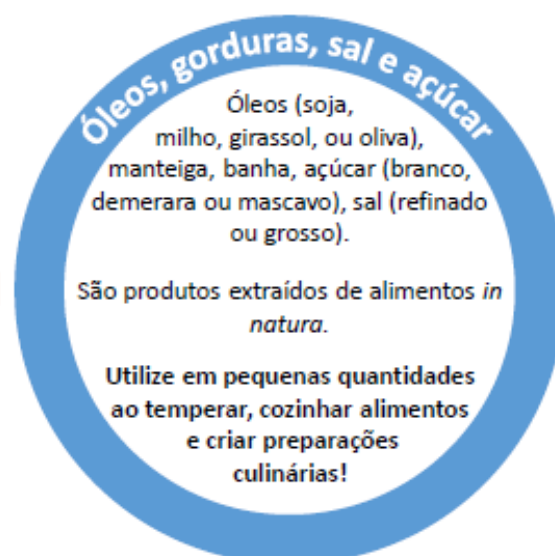 Óleos, gorduras, sal e açúcar
Óleos (soja,
milho, girassol, ou oliva),
manteiga, banha, açúcar (branco,
demerara ou mascavo), sal (refinado
ou grosso).
São produtos extraídos de alimentos in
natura.
Utilize em pequenas quantidades
ao temperar, cozinhar alimentos
e criar preparações
culinárias!